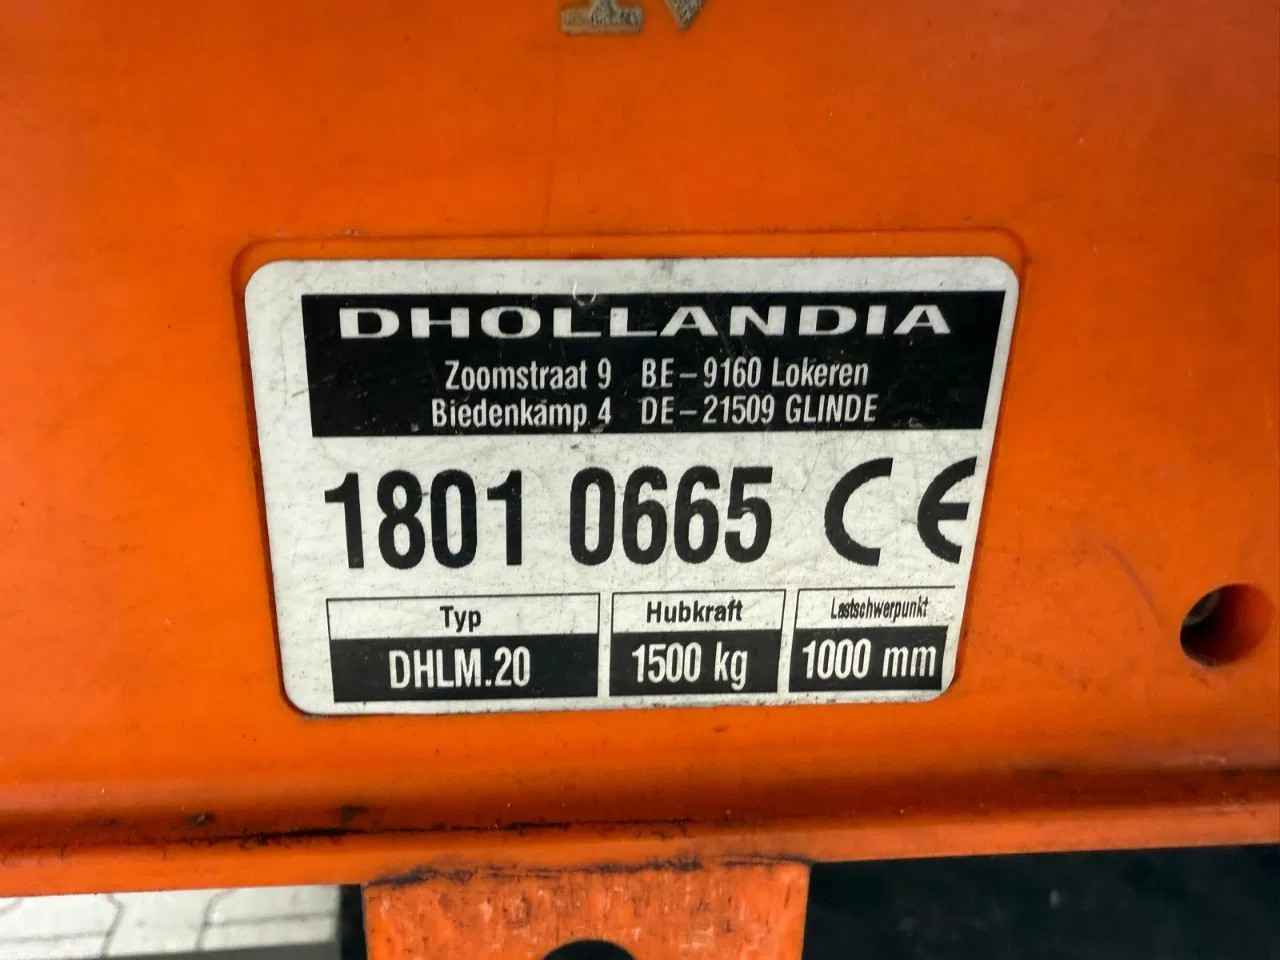 DHOLLANDIA
Zoomstraat 9 BE-9160 Lokeren
Biedenkamp 4 DE-21509 GLINDE
1801 0665 CE
Typ Hubkraft Lastschwerpunkt
DHLM.20 1500 kg 1000 mm